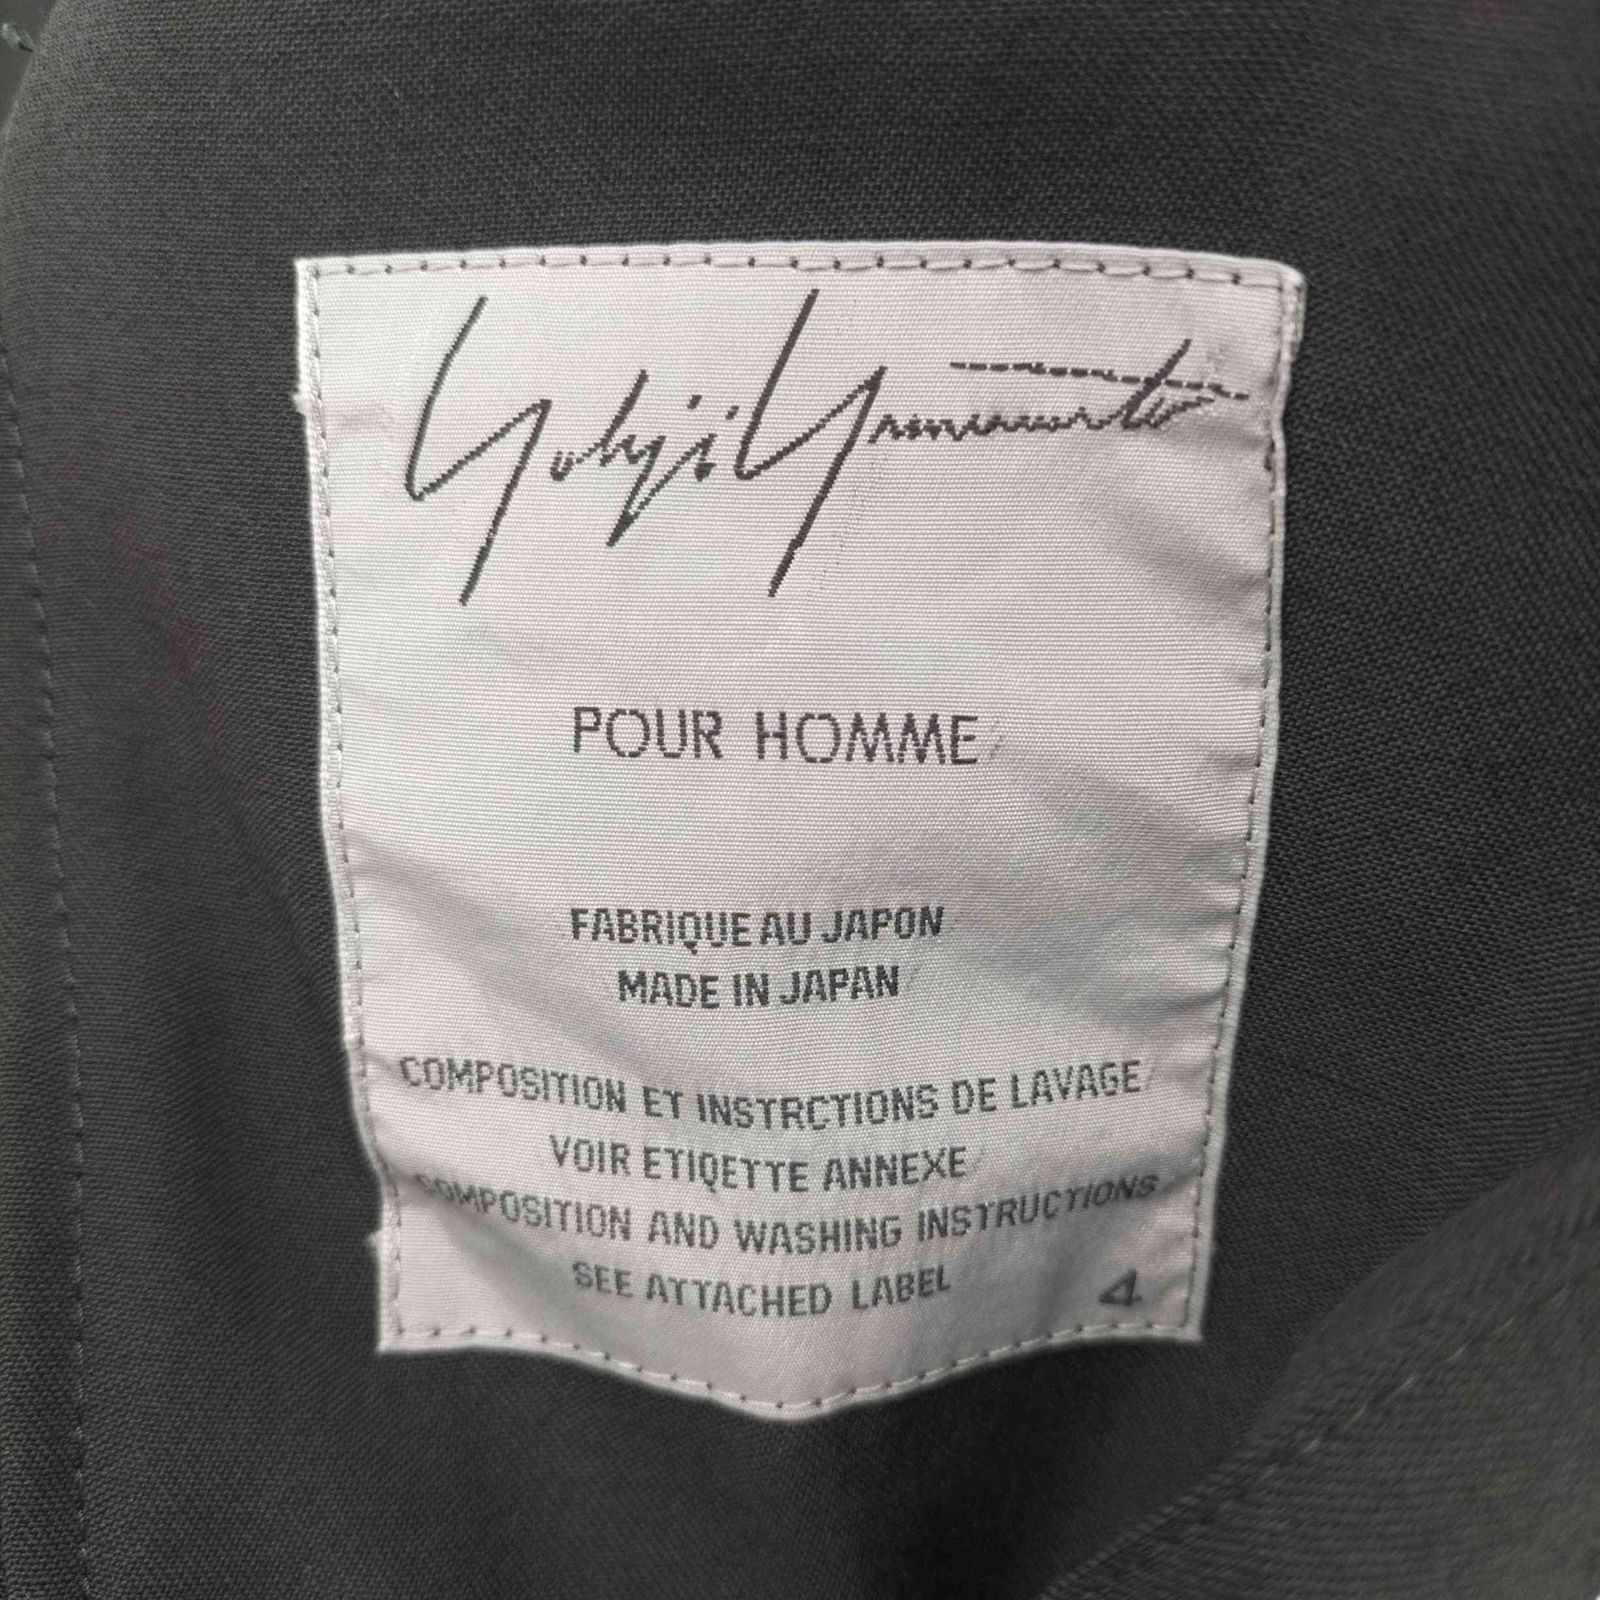 Yohji Yamamoto
POUR HOMME
FABRIQUE AU JAPON
MADE IN JAPAN
COMPOSITION ET INSTRCTIONS DE LAVAGE
VOIR ETIQETTE ANNEXE
COMPOSITION AND WASHING INSTRUCTIONS
SEE ATTACHED LABEL
4